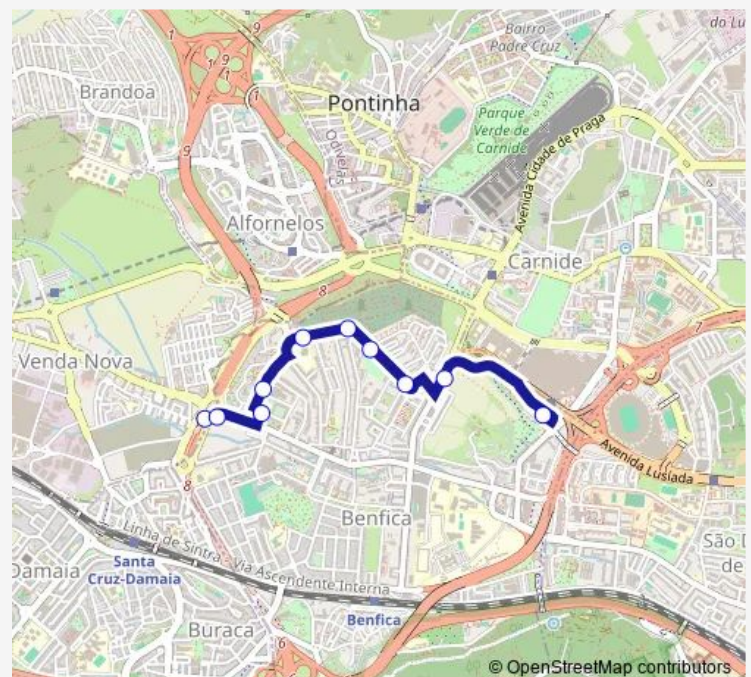 do Lu
Bairro
Padre Cruz
Brandoa
Pontinha
Parque
Verde de
Carnide
Odivelas
Avenida Cidade de Praga
Alfornelos
Carnide
Venda Nova
Avenida Lusíada
Benfica
São D
de
Linha de Sintra - Via Ascendente Interna
Damaia
Santa
Cruz-Damaia
Benfica
Buraca
1
9
9
1
1
9
9
8
7
8
6
© OpenStreetMap contributors